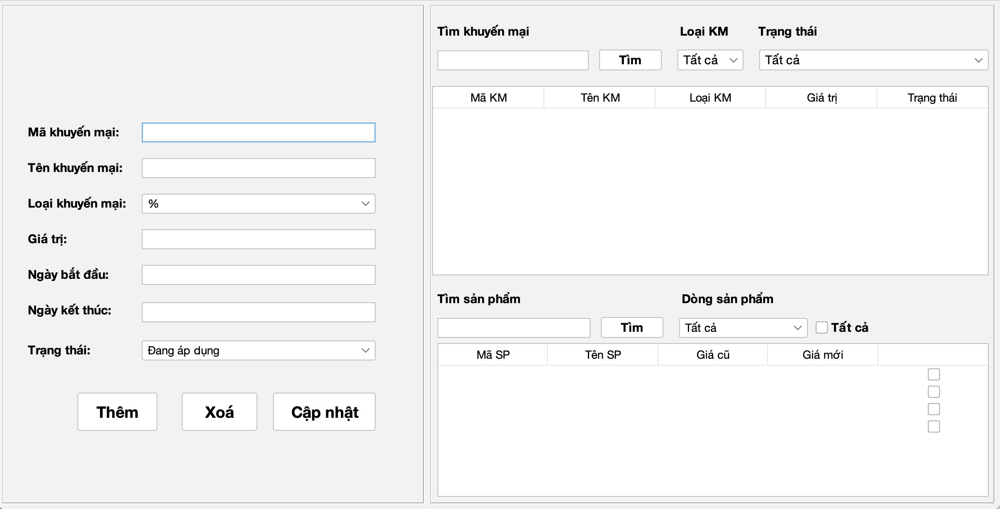 Mã khuyến mại:
Tên khuyến mại:
Loại khuyến mại: %
Giá trị:
Ngày bắt đầu:
Ngày kết thúc:
Trạng thái: Đang áp dụng
Thêm Xoá Cập nhật
Tìm khuyến mại Loại KM Trạng thái
Tìm Tất cả Tất cả
Mã KM Tên KM Loại KM Giá trị Trạng thái
Tìm sản phẩm Dòng sản phẩm
Tìm Tất cả Tất cả
Mã SP Tên SP Giá cũ Giá mới